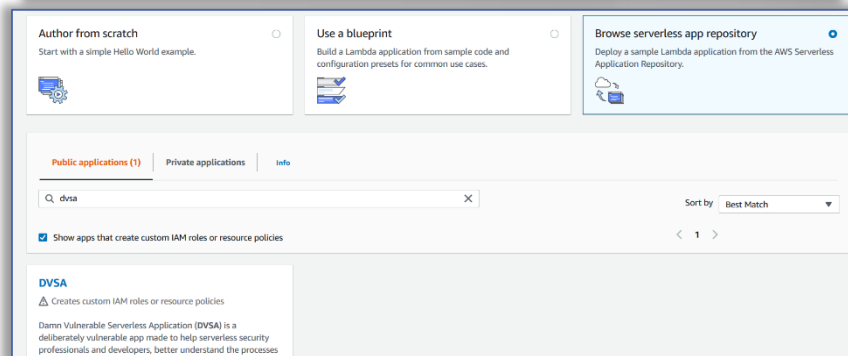 Author from scratch
Start with a simple Hello World example.
Use a blueprint
Build a Lambda application from sample code and
configuration presets for common use cases.
Browse serverless app repository
Deploy a sample Lambda application from the AWS Serverless
Application Repository.
Public applications (1)
Private applications
Info
dvsa
Sort by
Best Match
Show apps that create custom IAM roles or resource policies
1
DVSA
Creates custom IAM roles or resource policies
Damn Vulnerable Serverless Application (DVSA) is a
deliberately vulnerable app made to help serverless security
professionals and developers, better understand the processes